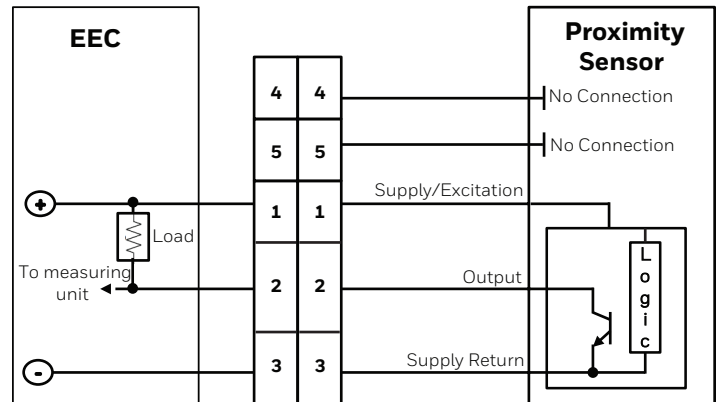 EEC
Proximity
Sensor
4 4
No Connection
5 5
No Connection
Supply/Excitation
+
1 1
Load
To measuring
unit
2 2
Output
L
o
g
i
c
-
3 3
Supply Return